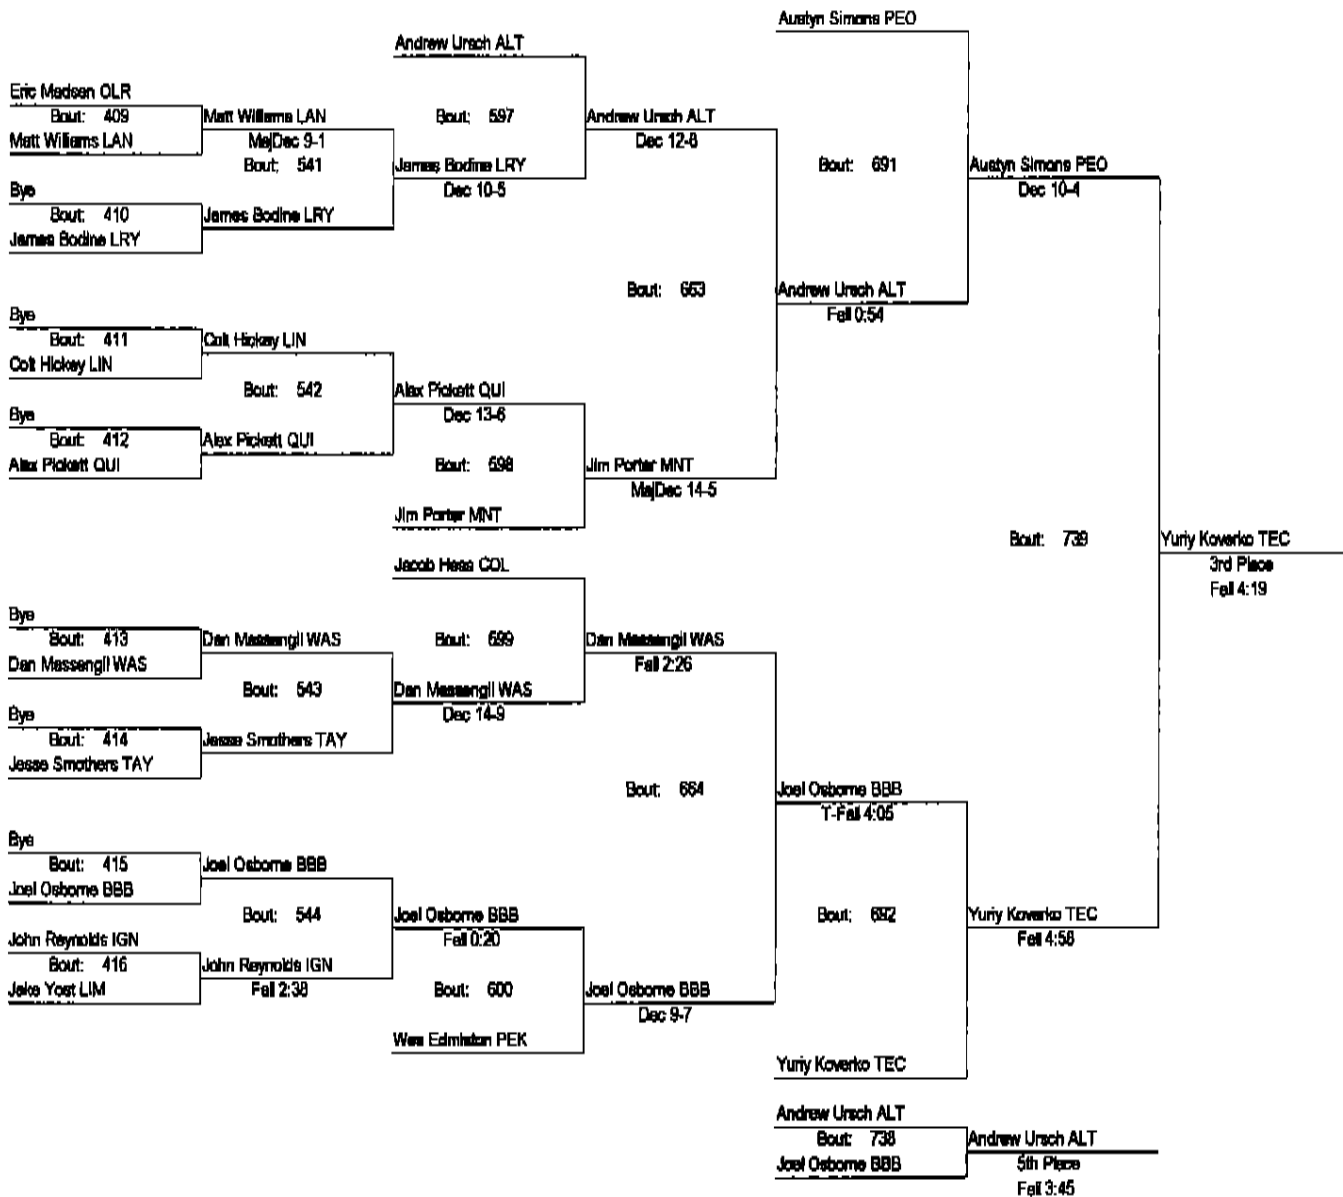 Austyn Simons PEO
Andrew Ursch ALT
Eric Madsen OLR
Bout: 409
Matt Williams LAN
Matt Williams LAN
MajDec 9-1
Bout: 597
Andrew Ursch ALT
Dec 12-8
Bout: 541
James Bodine LRY
Dec 10-5
Bout: 691
Austyn Simons PEO
Dec 10-4
Bye
Bout: 410
James Bodine LRY
James Bodine LRY
Bout: 663
Andrew Ursch ALT
Fall 0:54
Bye
Bout: 411
Colt Hickey LIN
Colt Hickey LIN
Bout: 542
Alex Pickett QUI
Dec 13-6
Bye
Bout: 412
Alex Pickett QUI
Alex Pickett QUI
Bout: 598
Jim Porter MNT
MajDec 14-5
Jim Porter MNT
Bout: 739
Yuriy Koverko TEC
3rd Place
Fall 4:19
Jacob Hess COL
Bye
Bout: 413
Dan Massengil WAS
Dan Massengil WAS
Bout: 599
Dan Massengil WAS
Fall 2:26
Bout: 543
Dan Massengil WAS
Dec 14-9
Bye
Bout: 414
Jesse Smothers TAY
Jesse Smothers TAY
Bout: 664
Joel Osborne BBB
T-Fall 4:05
Bye
Bout: 415
Joel Osborne BBB
Joel Osborne BBB
Bout: 544
Joel Osborne BBB
Fall 0:20
Bout: 692
Yuriy Koverko TEC
Fall 4:58
John Reynolds IGN
Bout: 416
Jake Yost LIM
John Reynolds IGN
Fall 2:38
Bout: 600
Joel Osborne BBB
Dec 9-7
Wes Edmiston PEK
Yuriy Koverko TEC
Andrew Ursch ALT
Bout: 738
Joel Osborne BBB
Andrew Ursch ALT
5th Place
Fall 3:45